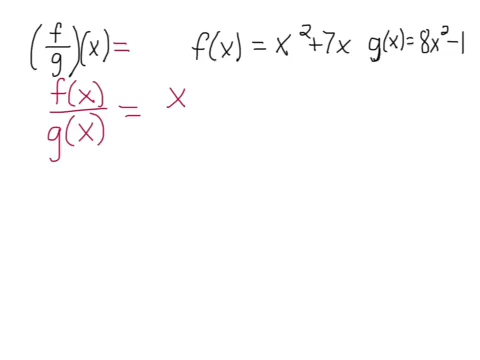 (f/g)(x) = f(x) = x²+7x g(x) = 8x²-1
f(x)/g(x) = x